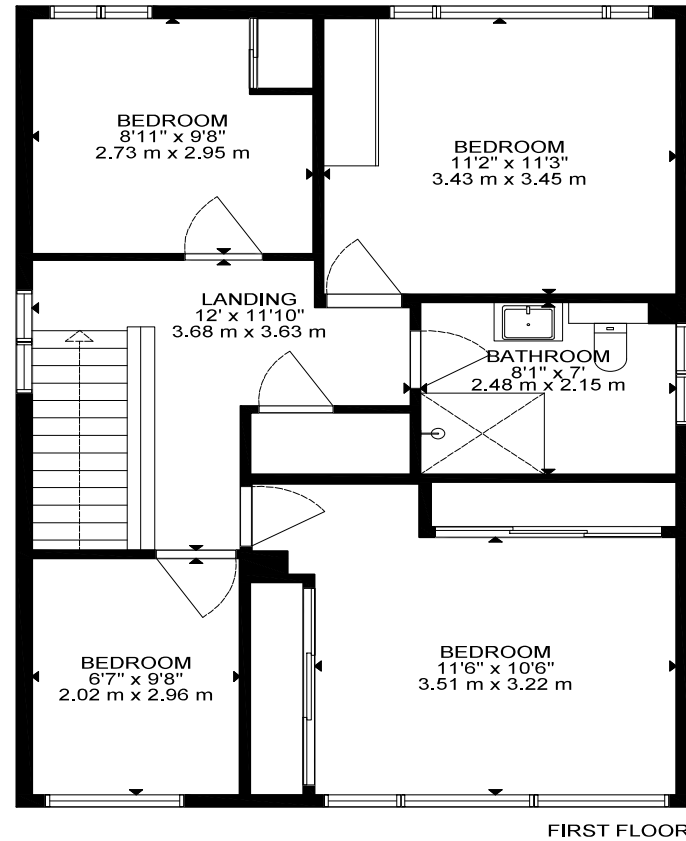 BEDROOM
8'11" x 9'8"
2.73 m x 2.95 m
BEDROOM
11'2" x 11'3"
3.43 m x 3.45 m
LANDING
12' x 11'10"
3.68 m x 3.63 m
BATHROOM
8'1" x 7'
2.48 m x 2.15 m
BEDROOM
6'7" x 9'8"
2.02 m x 2.96 m
BEDROOM
11'6" x 10'6"
3.51 m x 3.22 m
FIRST FLOOR